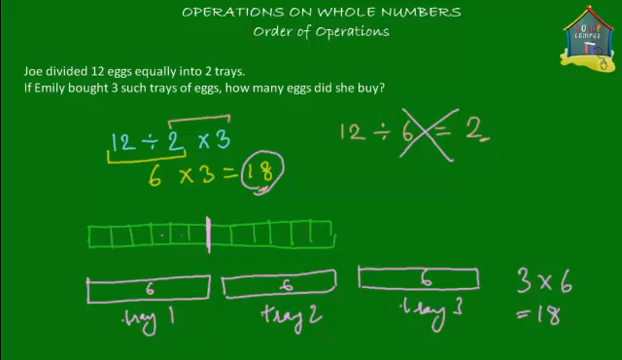 OPERATIONS ON WHOLE NUMBERS
Order of Operations
Joe divided 12 eggs equally into 2 trays.
If Emily bought 3 such trays of eggs, how many eggs did she buy?
12 ÷ 2 × 3
12 ÷ 6 = 2
6 × 3 = 18
6 6 6
3 × 6
tray 1 tray 2 tray 3
= 18